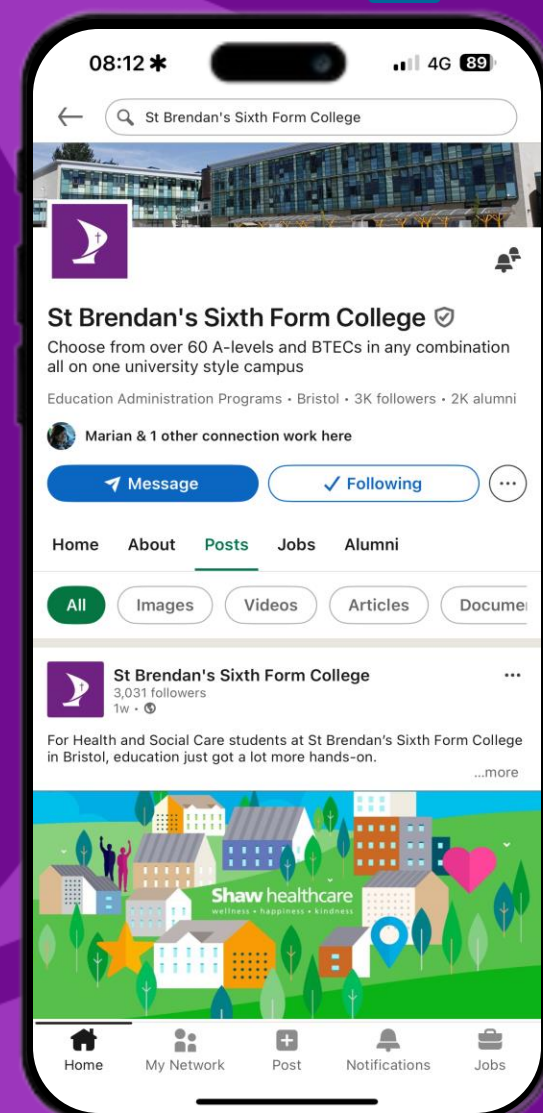 08:12
4G 89
St Brendan's Sixth Form College
St Brendan's Sixth Form College
Choose from over 60 A-levels and BTECs in any combination
all on one university style campus
Education Administration Programs • Bristol • 3K followers • 2K alumni
Marian & 1 other connection work here
Message
Following
Home About Posts Jobs Alumni
All Images Videos Articles Docume
St Brendan's Sixth Form College
3,031 followers
1w •
For Health and Social Care students at St Brendan’s Sixth Form College
in Bristol, education just got a lot more hands-on.
...more
Shaw healthcare
wellness • happiness • kindness
Home My Network Post Notifications Jobs